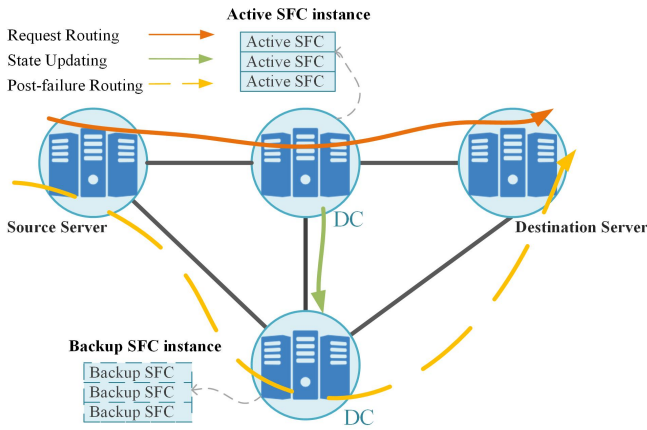 Active SFC instance
Request Routing
State Updating
Post-failure Routing
Active SFC
Active SFC
Active SFC
Source Server
DC
Destination Server
Backup SFC instance
Backup SFC
Backup SFC
Backup SFC
DC